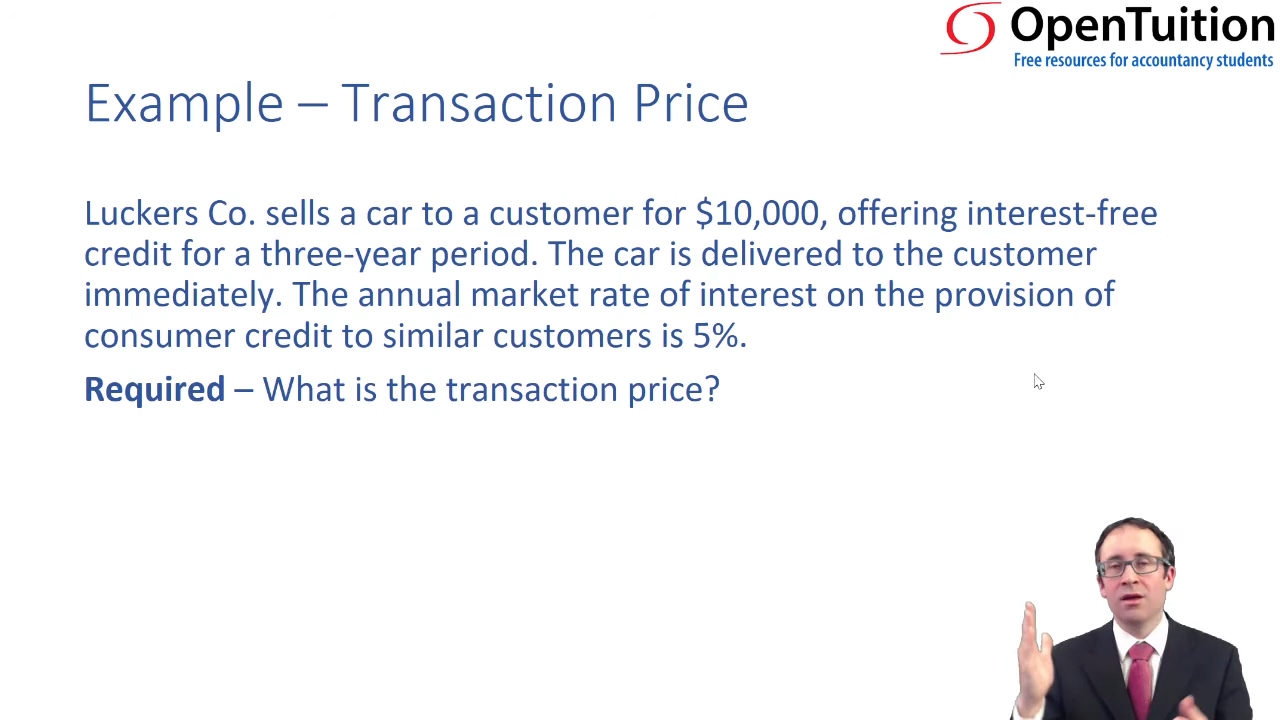 OpenTuition
Free resources for accountancy students
Example – Transaction Price
Luckers Co. sells a car to a customer for $10,000, offering interest-free
credit for a three-year period. The car is delivered to the customer
immediately. The annual market rate of interest on the provision of
consumer credit to similar customers is 5%.
Required – What is the transaction price?